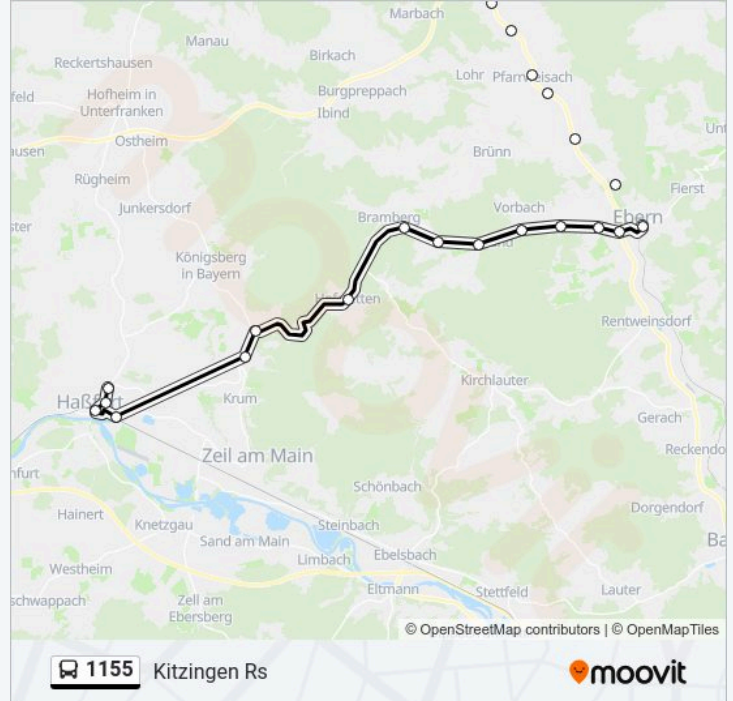 Marbach
Manau
Birkach
Reckertshausen
Lohr
Hofheim in
Unterfranken
Burgpreppach
Ibind
Ostheim
Brünn
Rügheim
Fierst
Junkersdorf
Bramberg
Vorbach
Ebern
Königsberg
in Bayern
Rentweinsdorf
Kirchlauter
Krum
Gerach
Zeil am Main
Schönbach
Dorgendorf
Hainert
Knetzgau
Steinbach
Sand am Main
Limbach
Ebelsbach
Westheim
Eltmann
Stettfeld
Lauter
Zell am
Ebersberg
© OpenStreetMap contributors | © OpenMapTiles
1155 Kitzingen Rs
moovit